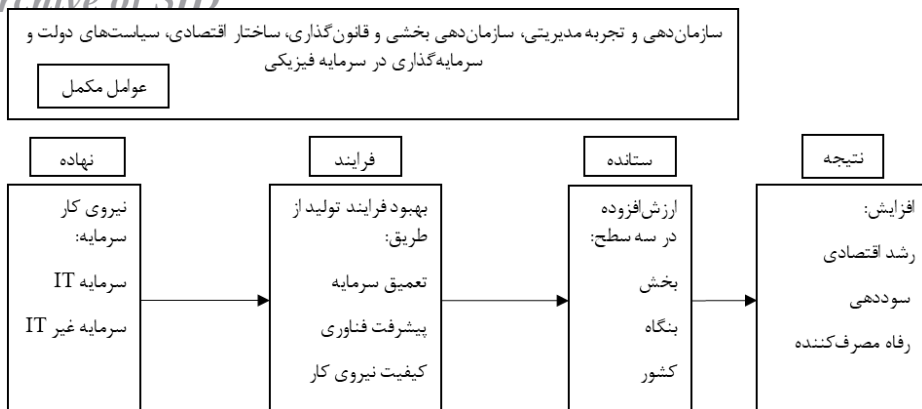 Archive of SID
سازمان‌دهی و تجربه مدیریتی، سازمان‌دهی بخشی و قانون‌گذاری، ساختار اقتصادی، سیاست‌های دولت و
سرمایه‌گذاری در سرمایه فیزیکی
عوامل مکمل
نهاده
نیروی کار
سرمایه:
سرمایه IT
سرمایه غیر IT
فرایند
بهبود فرایند تولید از
طریق:
تعمیق سرمایه
پیشرفت فناوری
کیفیت نیروی کار
ستانده
ارزش‌افزوده
در سه سطح:
بخش
بنگاه
کشور
نتیجه
افزایش:
رشد اقتصادی
سوددهی
رفاه مصرف‌کننده